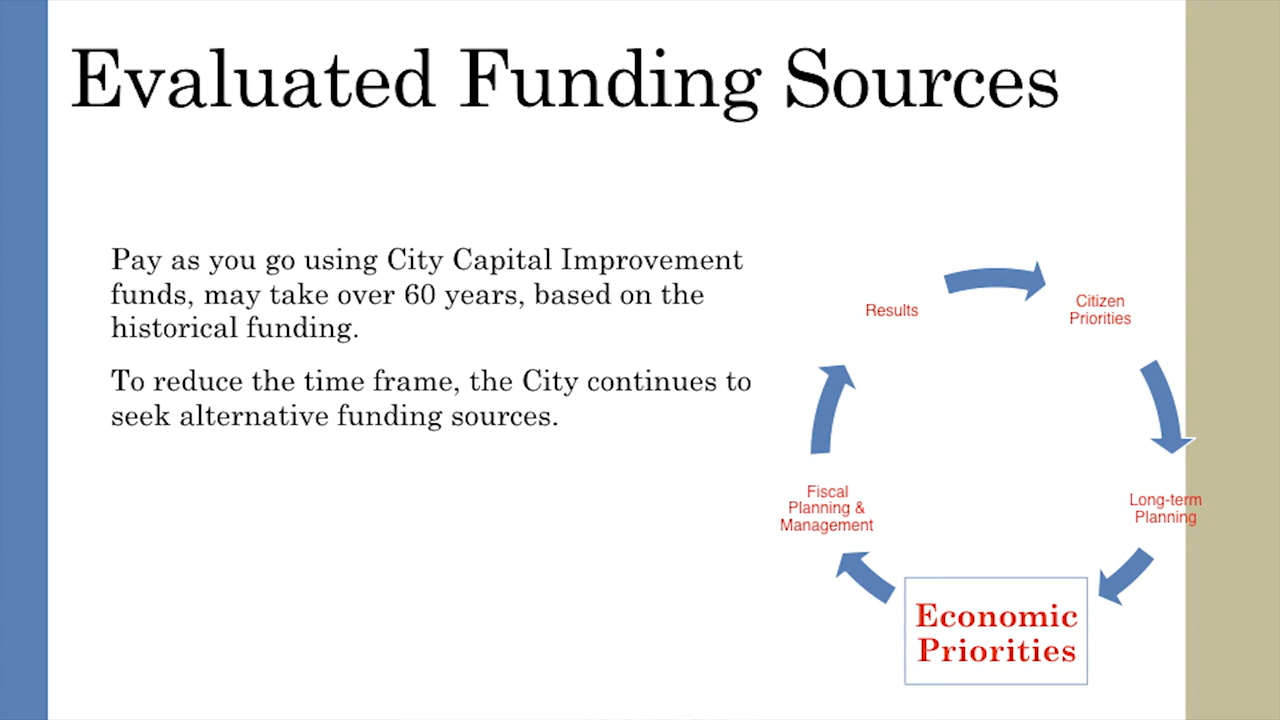 Evaluated Funding Sources
Pay as you go using City Capital Improvement
funds, may take over 60 years, based on the
historical funding.
To reduce the time frame, the City continues to
seek alternative funding sources.
Results
Citizen
Priorities
Long-term
Planning
Economic
Priorities
Fiscal
Planning &
Management